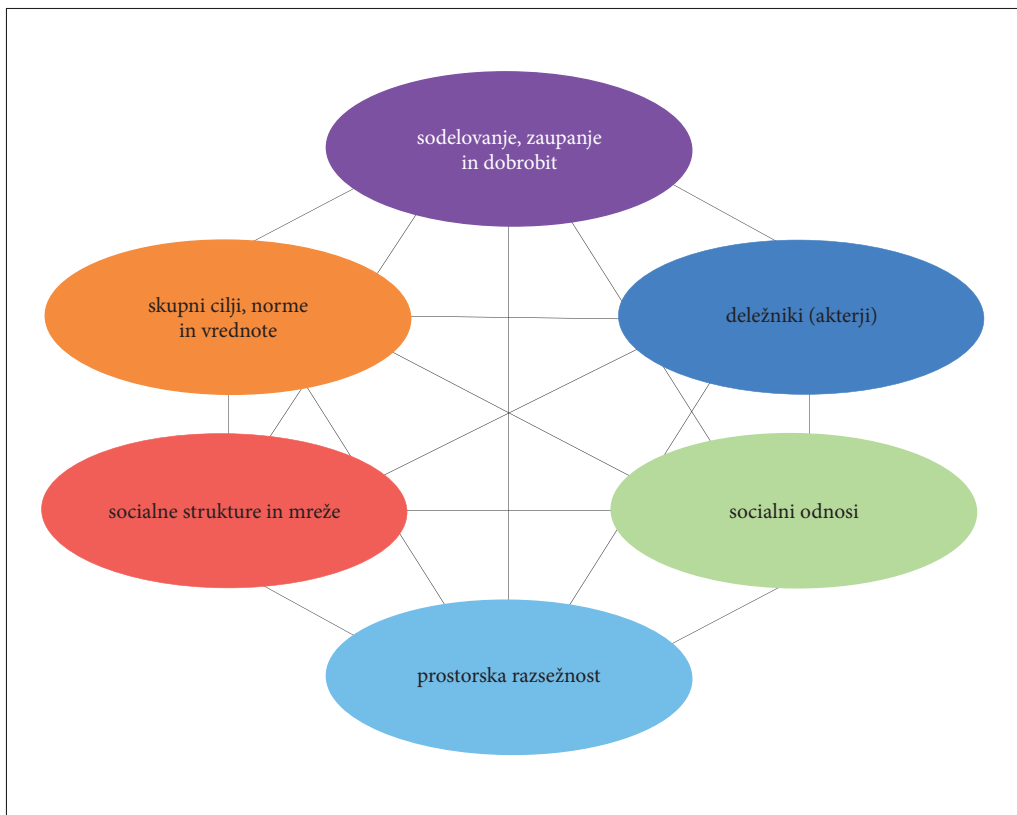 sodelovanje, zaupanje
in dobrobit
skupni cilji, norme
in vrednote
deležniki (akterji)
socialne strukture in mreže
socialni odnosi
prostorska razsežnost